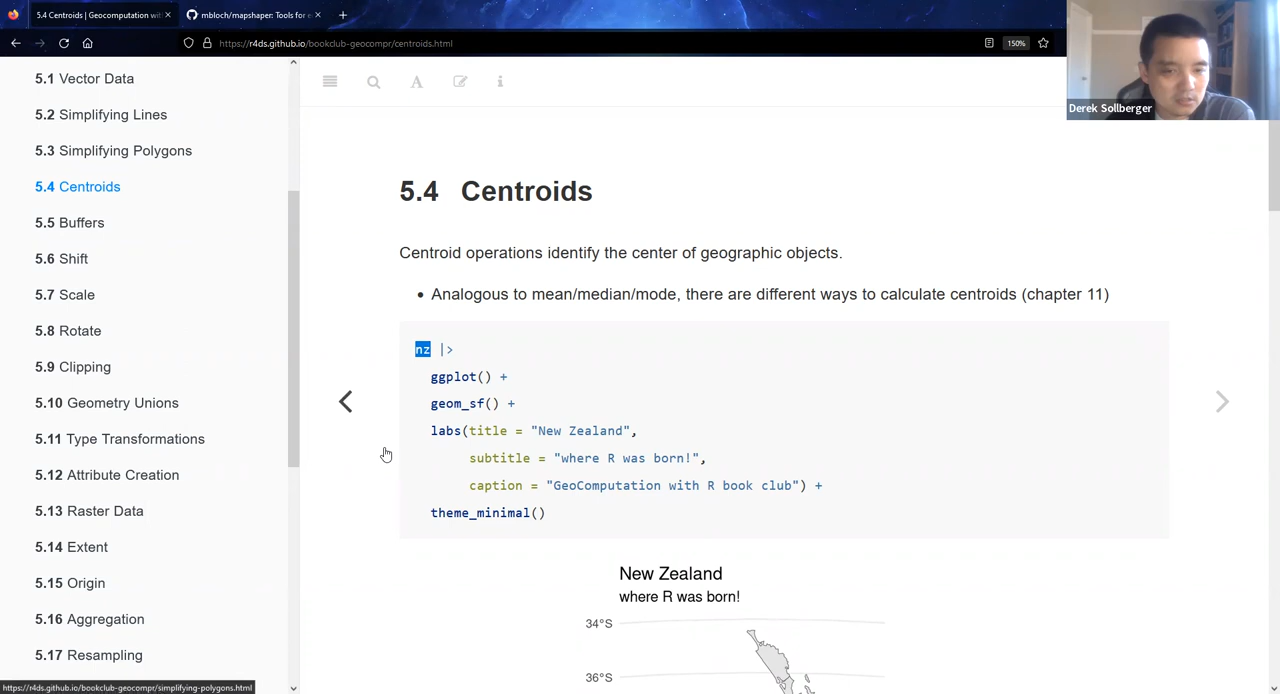 5.4 Centroids | Geocomputation wit
mbloch/mapshaper: Tools for e
https://r4ds.github.io/bookclub-geocompr/centroids.html
150%
Derek Sollberger
5.1 Vector Data
5.2 Simplifying Lines
5.3 Simplifying Polygons
5.4 Centroids
5.5 Buffers
5.6 Shift
5.7 Scale
5.8 Rotate
5.9 Clipping
5.10 Geometry Unions
5.11 Type Transformations
5.12 Attribute Creation
5.13 Raster Data
5.14 Extent
5.15 Origin
5.16 Aggregation
5.17 Resampling
https://r4ds.github.io/bookclub-geocompr/simplifying-polygons.html
5.4 Centroids
Centroid operations identify the center of geographic objects.
• Analogous to mean/median/mode, there are different ways to calculate centroids (chapter 11)
nz |>
ggplot() +
geom_sf() +
labs(title = "New Zealand",
subtitle = "where R was born!",
caption = "GeoComputation with R book club") +
theme_minimal()
New Zealand
where R was born!
34°S
36°S